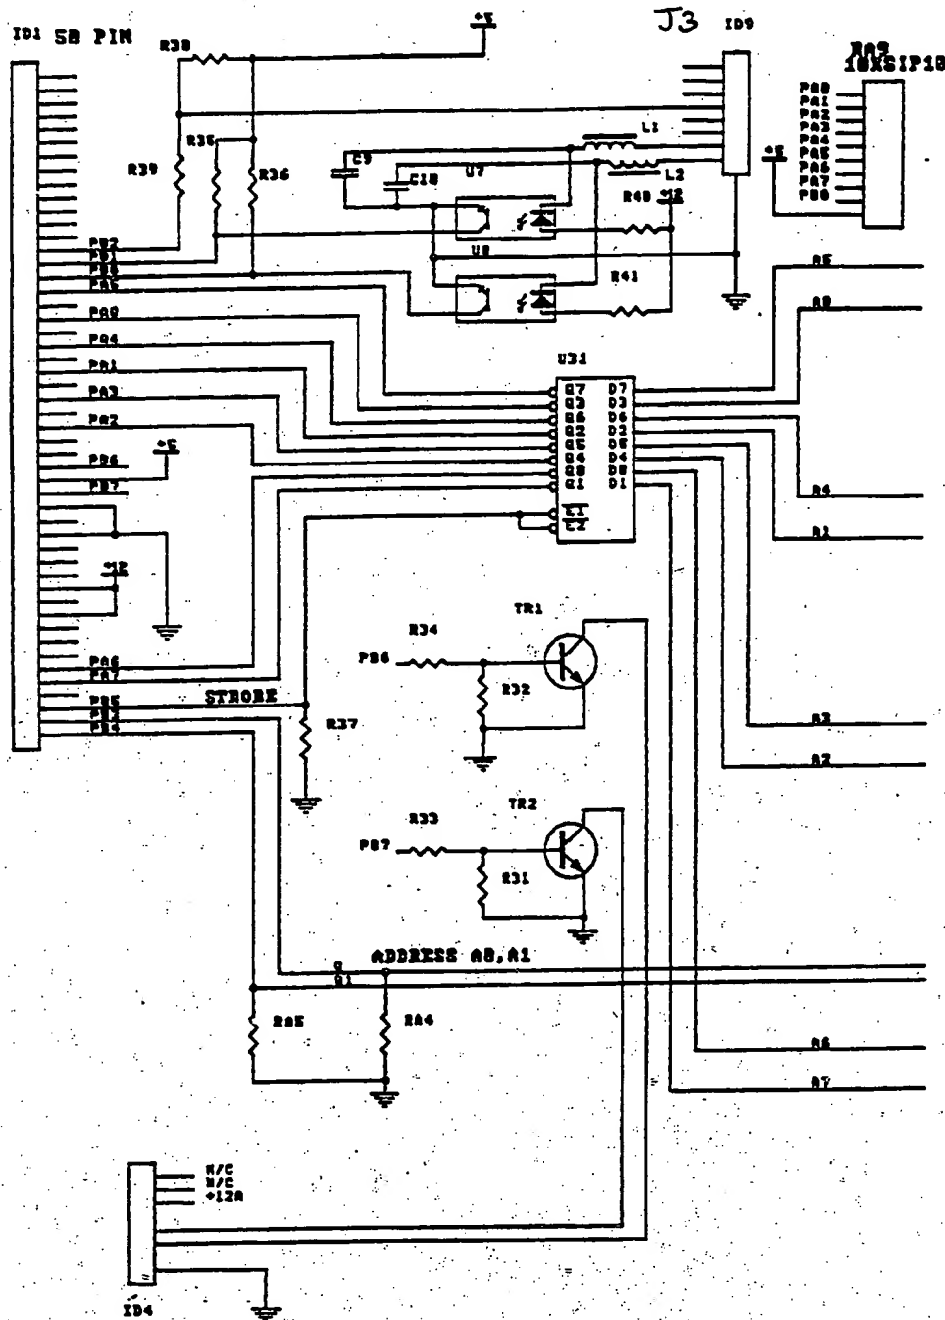 J3
ID9
ID1 50 PIN
+5
R38
RA9
10XSIP10
PA0
PA1
PA2
PA3
PA4
PA5
PA6
PA7
PB0
+5
L1
R35
C9
R39
R36
C10
U7
L2
R40
+12
PB2
PB1
PB0
PA5
U8
R41
A5
PA0
A0
PA4
U31
PA1
Q7 D7
Q3 D3
Q6 D6
Q2 D2
Q5 D5
Q4 D4
Q8 D8
Q1 D1
E1
E2
PA3
PA2
+5
PB6
PB7
A4
A1
+12
TR1
R34
PB6
R32
PA6
PA7
STROBE
PB5
PB3
PB4
R37
A3
A2
TR2
R33
PB7
R31
ADDRESS A0,A1
RA5
RA4
A6
A7
N/C
N/C
+12A
ID4